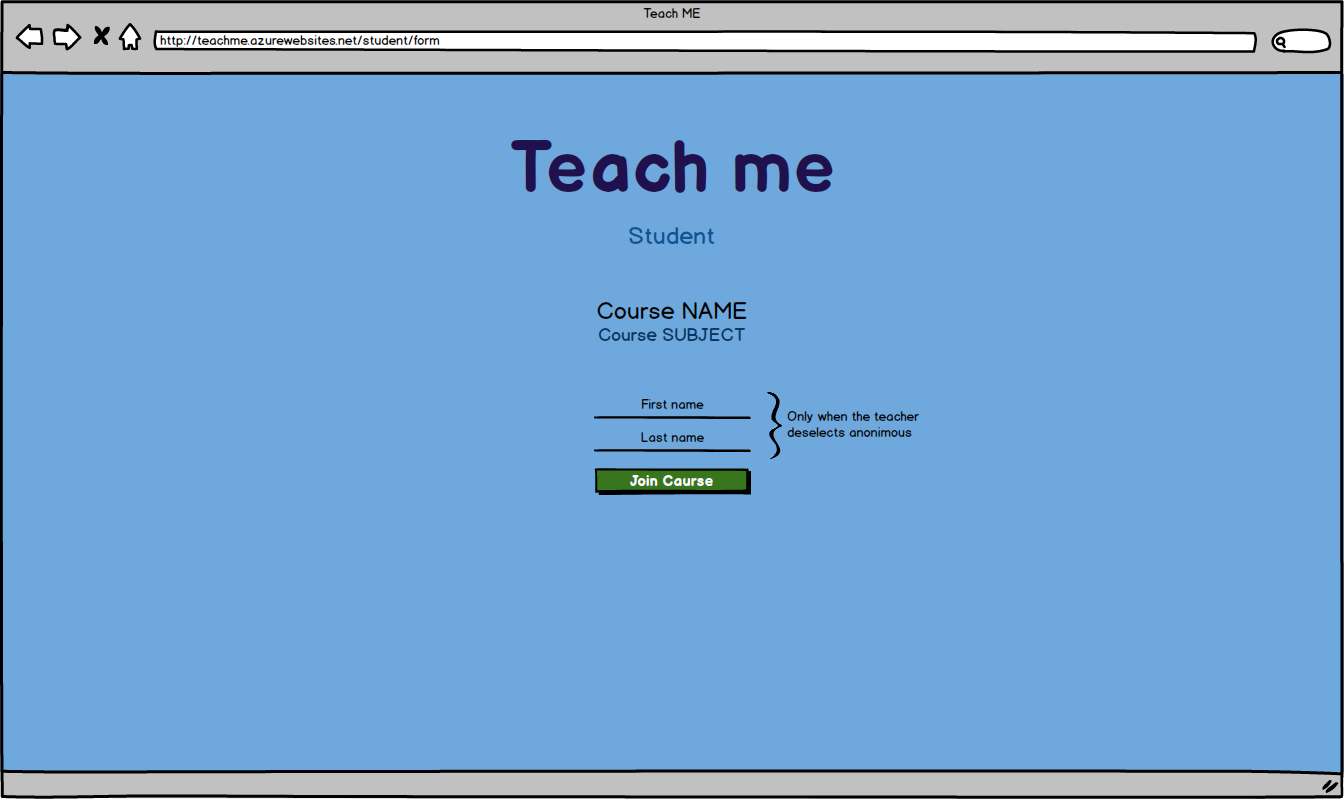 Teach ME
http://teachme.azurewebsites.net/student/form
Teach me
Student
Course NAME
Course SUBJECT
First name
Last name
Only when the teacher
deselects anonimous
Join Caurse